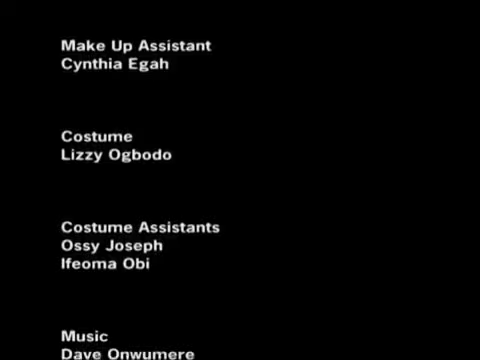 Make Up Assistant
Cynthia Egah
Costume
Lizzy Ogbodo
Costume Assistants
Ossy Joseph
Ifeoma Obi
Music
Dave Onwumere